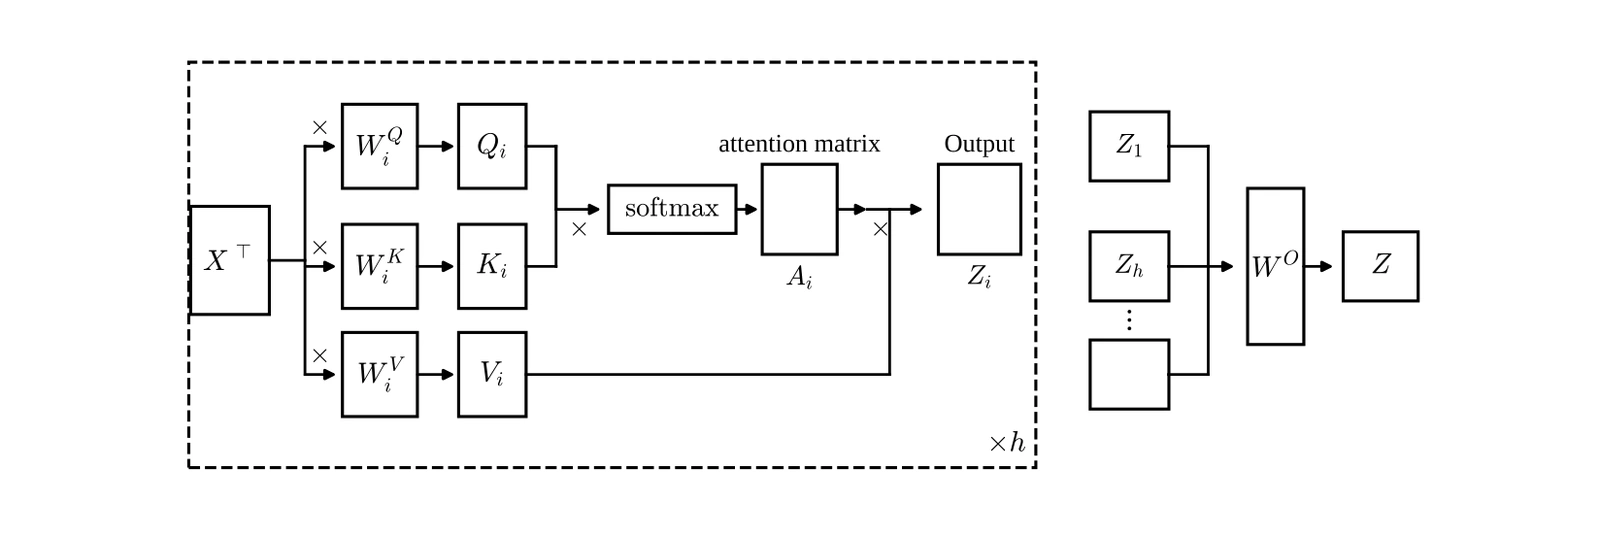 attention matrix
Output
× W_i^Q Q_i
X^⊤
× W_i^K K_i
×
softmax
A_i
×
Z_i
× W_i^V V_i
×h
Z_1
Z_h
⋮
W^O
Z